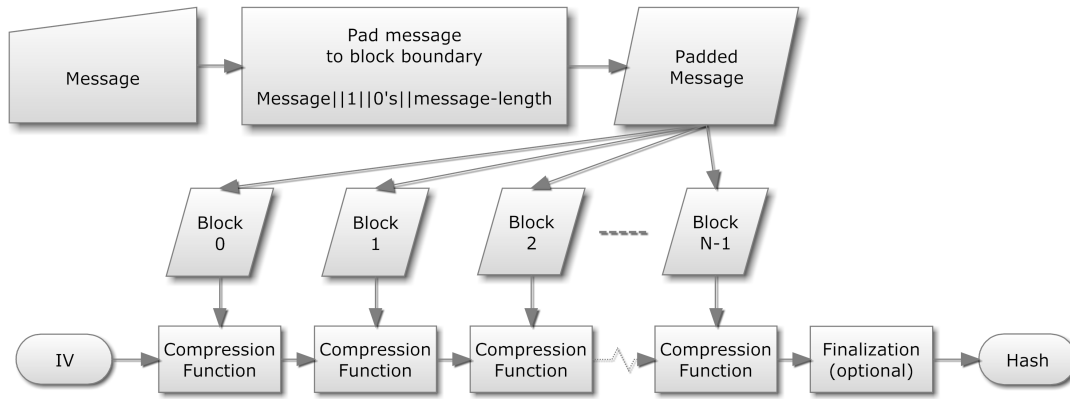 Message
Pad message
to block boundary
Message||1||0's||message-length
Padded
Message
Block
0
Block
1
Block
2
Block
N-1
IV
Compression
Function
Compression
Function
Compression
Function
Compression
Function
Finalization
(optional)
Hash